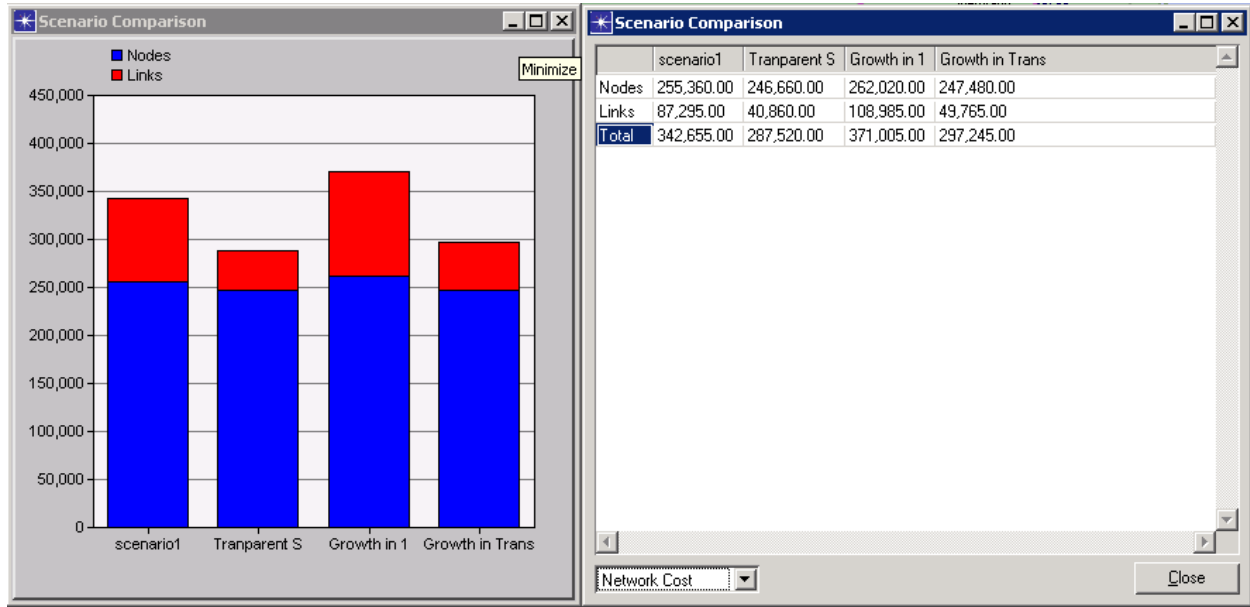 Scenario Comparison
Nodes
Links
Minimize
450,000
400,000
350,000
300,000
250,000
200,000
150,000
100,000
50,000
0
scenario1 Tranparent S Growth in 1 Growth in Trans
Scenario Comparison
scenario1 Tranparent S Growth in 1 Growth in Trans
Nodes 255,360.00 246,660.00 262,020.00 247,480.00
Links 87,295.00 40,860.00 108,985.00 49,765.00
Total 342,655.00 287,520.00 371,005.00 297,245.00
Network Cost
Close